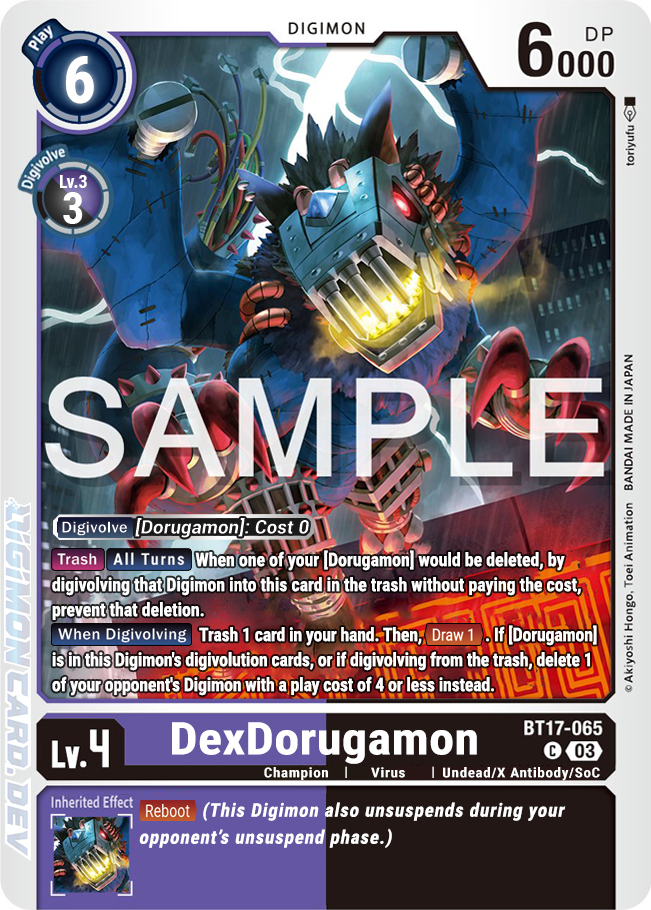 Play
6
DIGIMON
DP
6000
Digivolve
Lv.3
3
toriyufu
SAMPLE
Digivolve [Dorugamon]: Cost 0
Trash All Turns When one of your [Dorugamon] would be deleted, by
digivolving that Digimon into this card in the trash without paying the cost,
prevent that deletion.
When Digivolving Trash 1 card in your hand. Then, Draw 1 . If [Dorugamon]
is in this Digimon's digivolution cards, or if digivolving from the trash, delete 1
of your opponent's Digimon with a play cost of 4 or less instead.
© Akiyoshi Hongo, Toei Animation BANDAI MADE IN JAPAN
DIGIMONCARD.DEV
Lv.4
DexDorugamon
BT17-065
C 03
Champion | Virus | Undead/X Antibody/SoC
Inherited Effect
Reboot (This Digimon also unsuspends during your
opponent's unsuspend phase.)